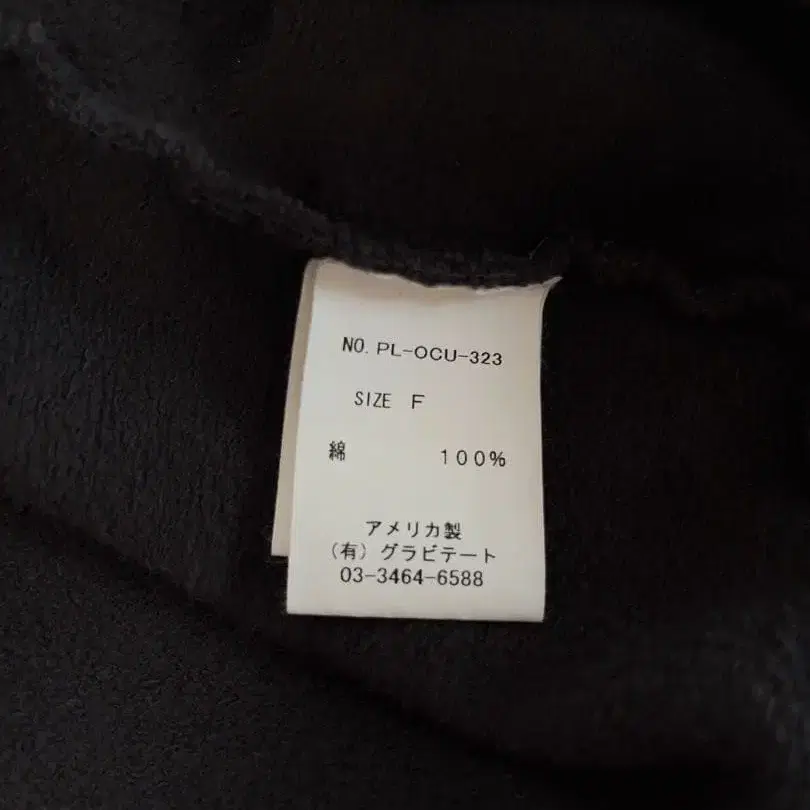 NO. PL-OCU-323
SIZE F
綿 100%
アメリカ製
(有) グラビテート
03-3464-6588